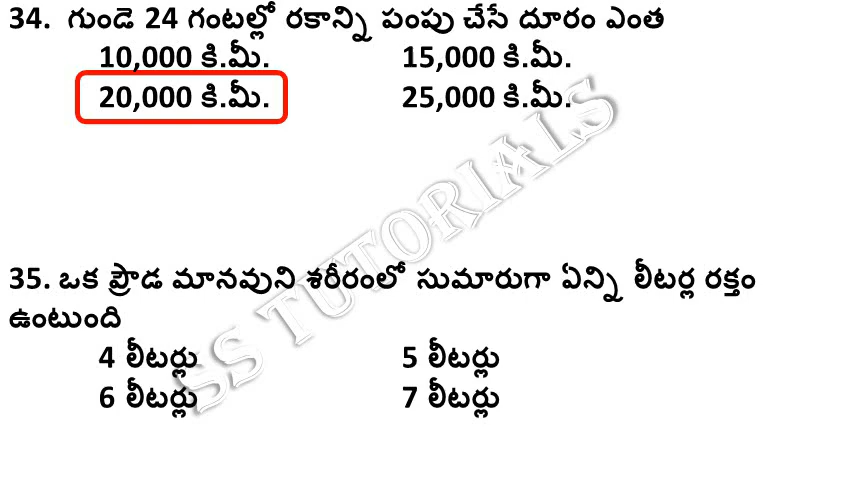 34. గుండె 24 గంటల్లో రకాన్ని పంపు చేసే దూరం ఎంత
10,000 కి.మీ. 15,000 కి.మీ.
20,000 కి.మీ. 25,000 కి.మీ.
SS TUTORIALS
35. ఒక ప్రౌడ మానవుని శరీరంలో సుమారుగా ఏన్ని లీటర్ల రక్తం
ఉంటుంది
4 లీటర్లు 5 లీటర్లు
6 లీటర్లు 7 లీటర్లు